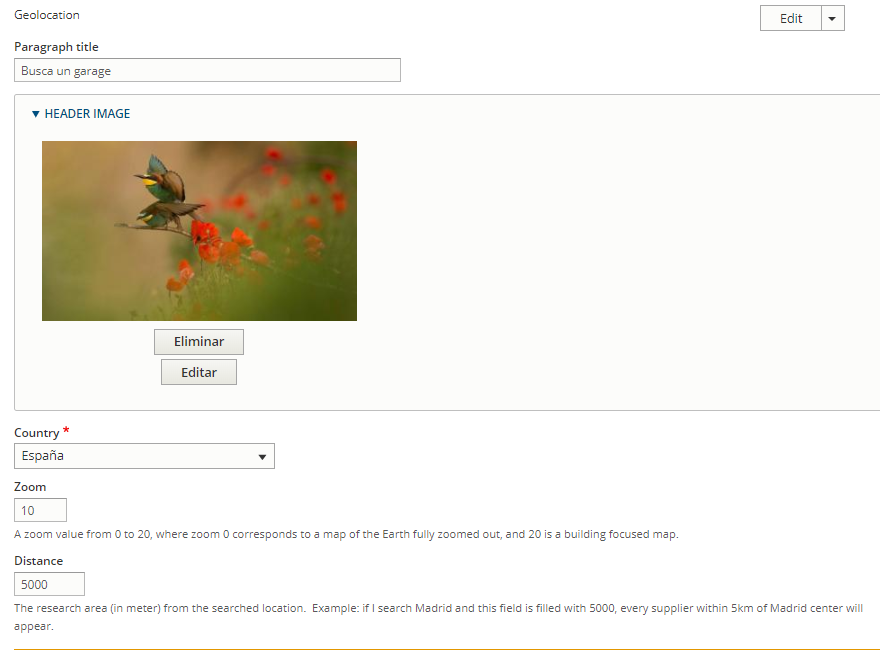 Geolocation
Edit
Paragraph title
Busca un garage
HEADER IMAGE
Eliminar
Editar
Country *
España
Zoom
10
A zoom value from 0 to 20, where zoom 0 corresponds to a map of the Earth fully zoomed out, and 20 is a building focused map.
Distance
5000
The research area (in meter) from the searched location. Example: if I search Madrid and this field is filled with 5000, every supplier within 5km of Madrid center will
appear.